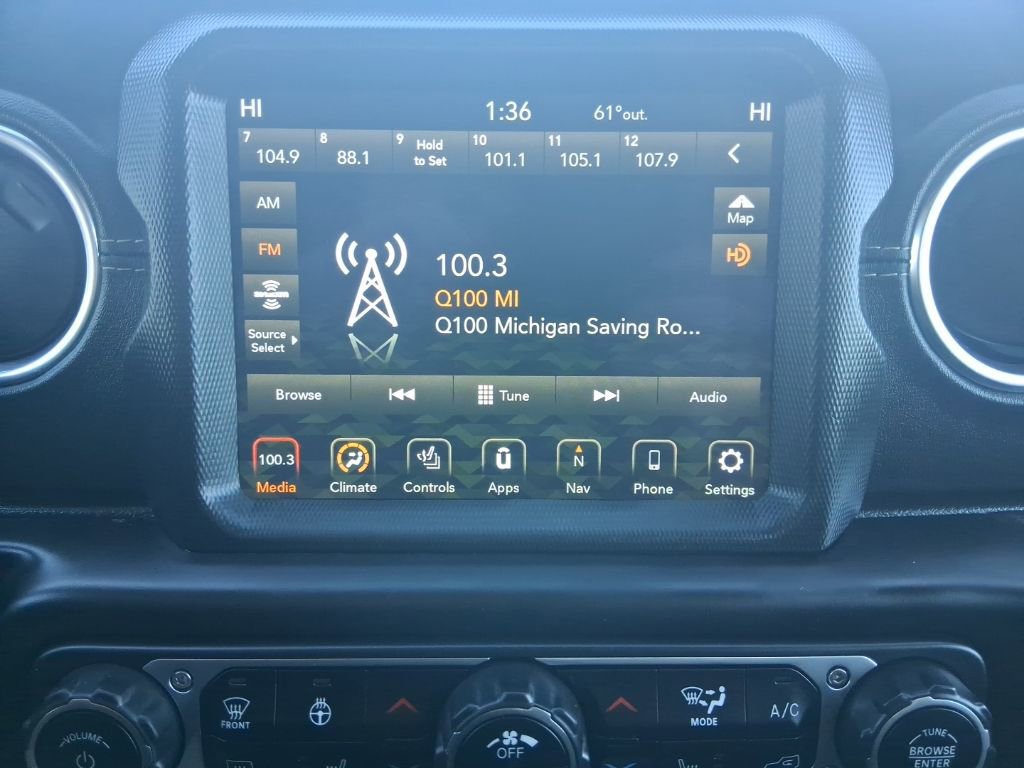 HI 1:36 61°out. HI
7 104.9 8 88.1 9 Hold to Set 10 101.1 11 105.1 12 107.9
AM
Map
FM
HD
100.3
Q100 MI
Q100 Michigan Saving Ro...
Source
Select
Browse Tune Audio
100.3 N
Media Climate Controls Apps Nav Phone Settings
FRONT MODE A/C
VOLUME OFF TUNE
BROWSE
ENTER